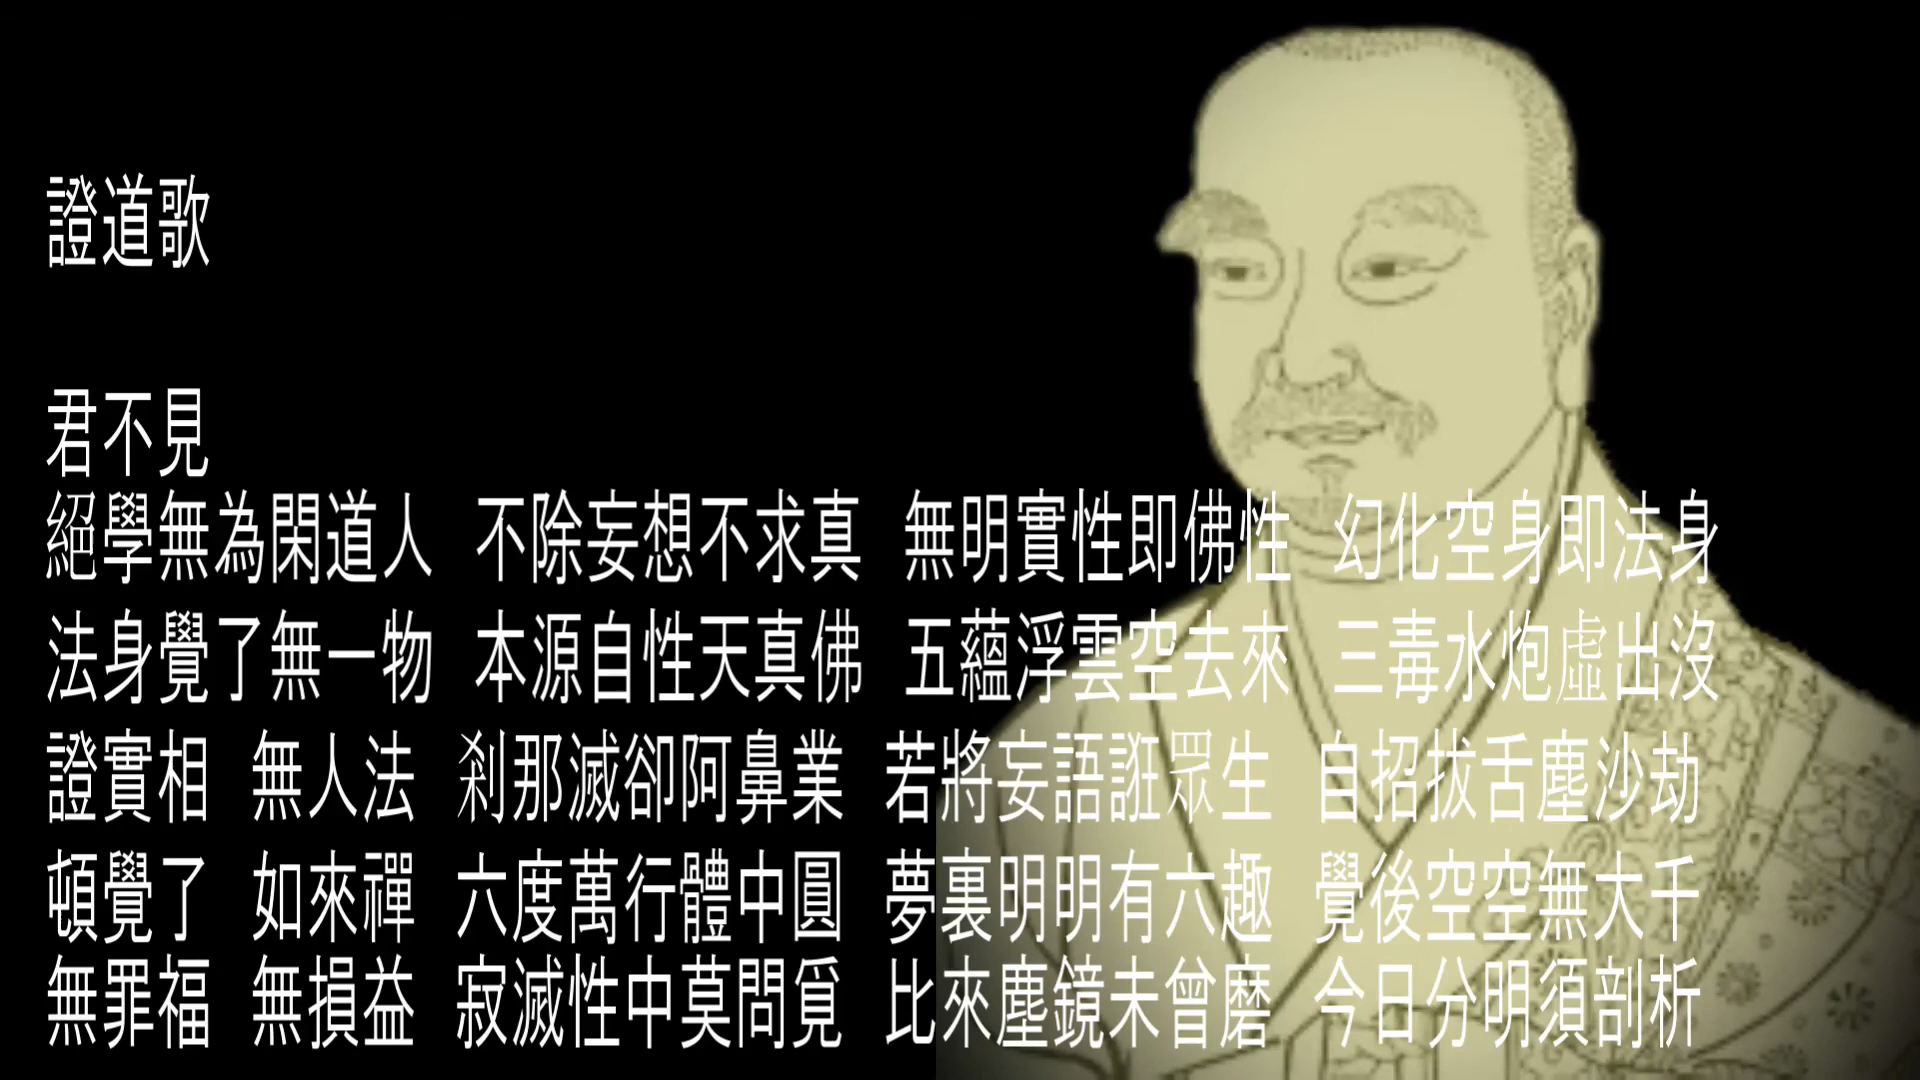 證道歌
君不見
絕學無為閑道人 不除妄想不求真 無明實性即佛性 幻化空身即法身
法身覺了無一物 本源自性天真佛 五蘊浮雲空去來 三毒水炮虛出沒
證實相 無人法 剎那滅卻阿鼻業 若將妄語誑眾生 自招拔舌塵沙劫
頓覺了 如來禪 六度萬行體中圓 夢裏明明有六趣 覺後空空無大千
無罪福 無損益 寂滅性中莫問覓 比來塵鏡未曾磨 今日分明須剖析